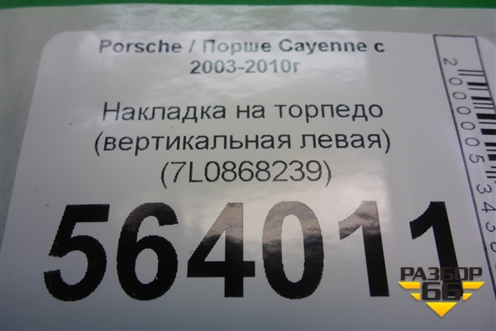 Porsche / Порше Cayenne с
2003-2010г
Накладка на торпедо
(вертикальная левая)
(7L0868239)
564011
РАЗБОР
66